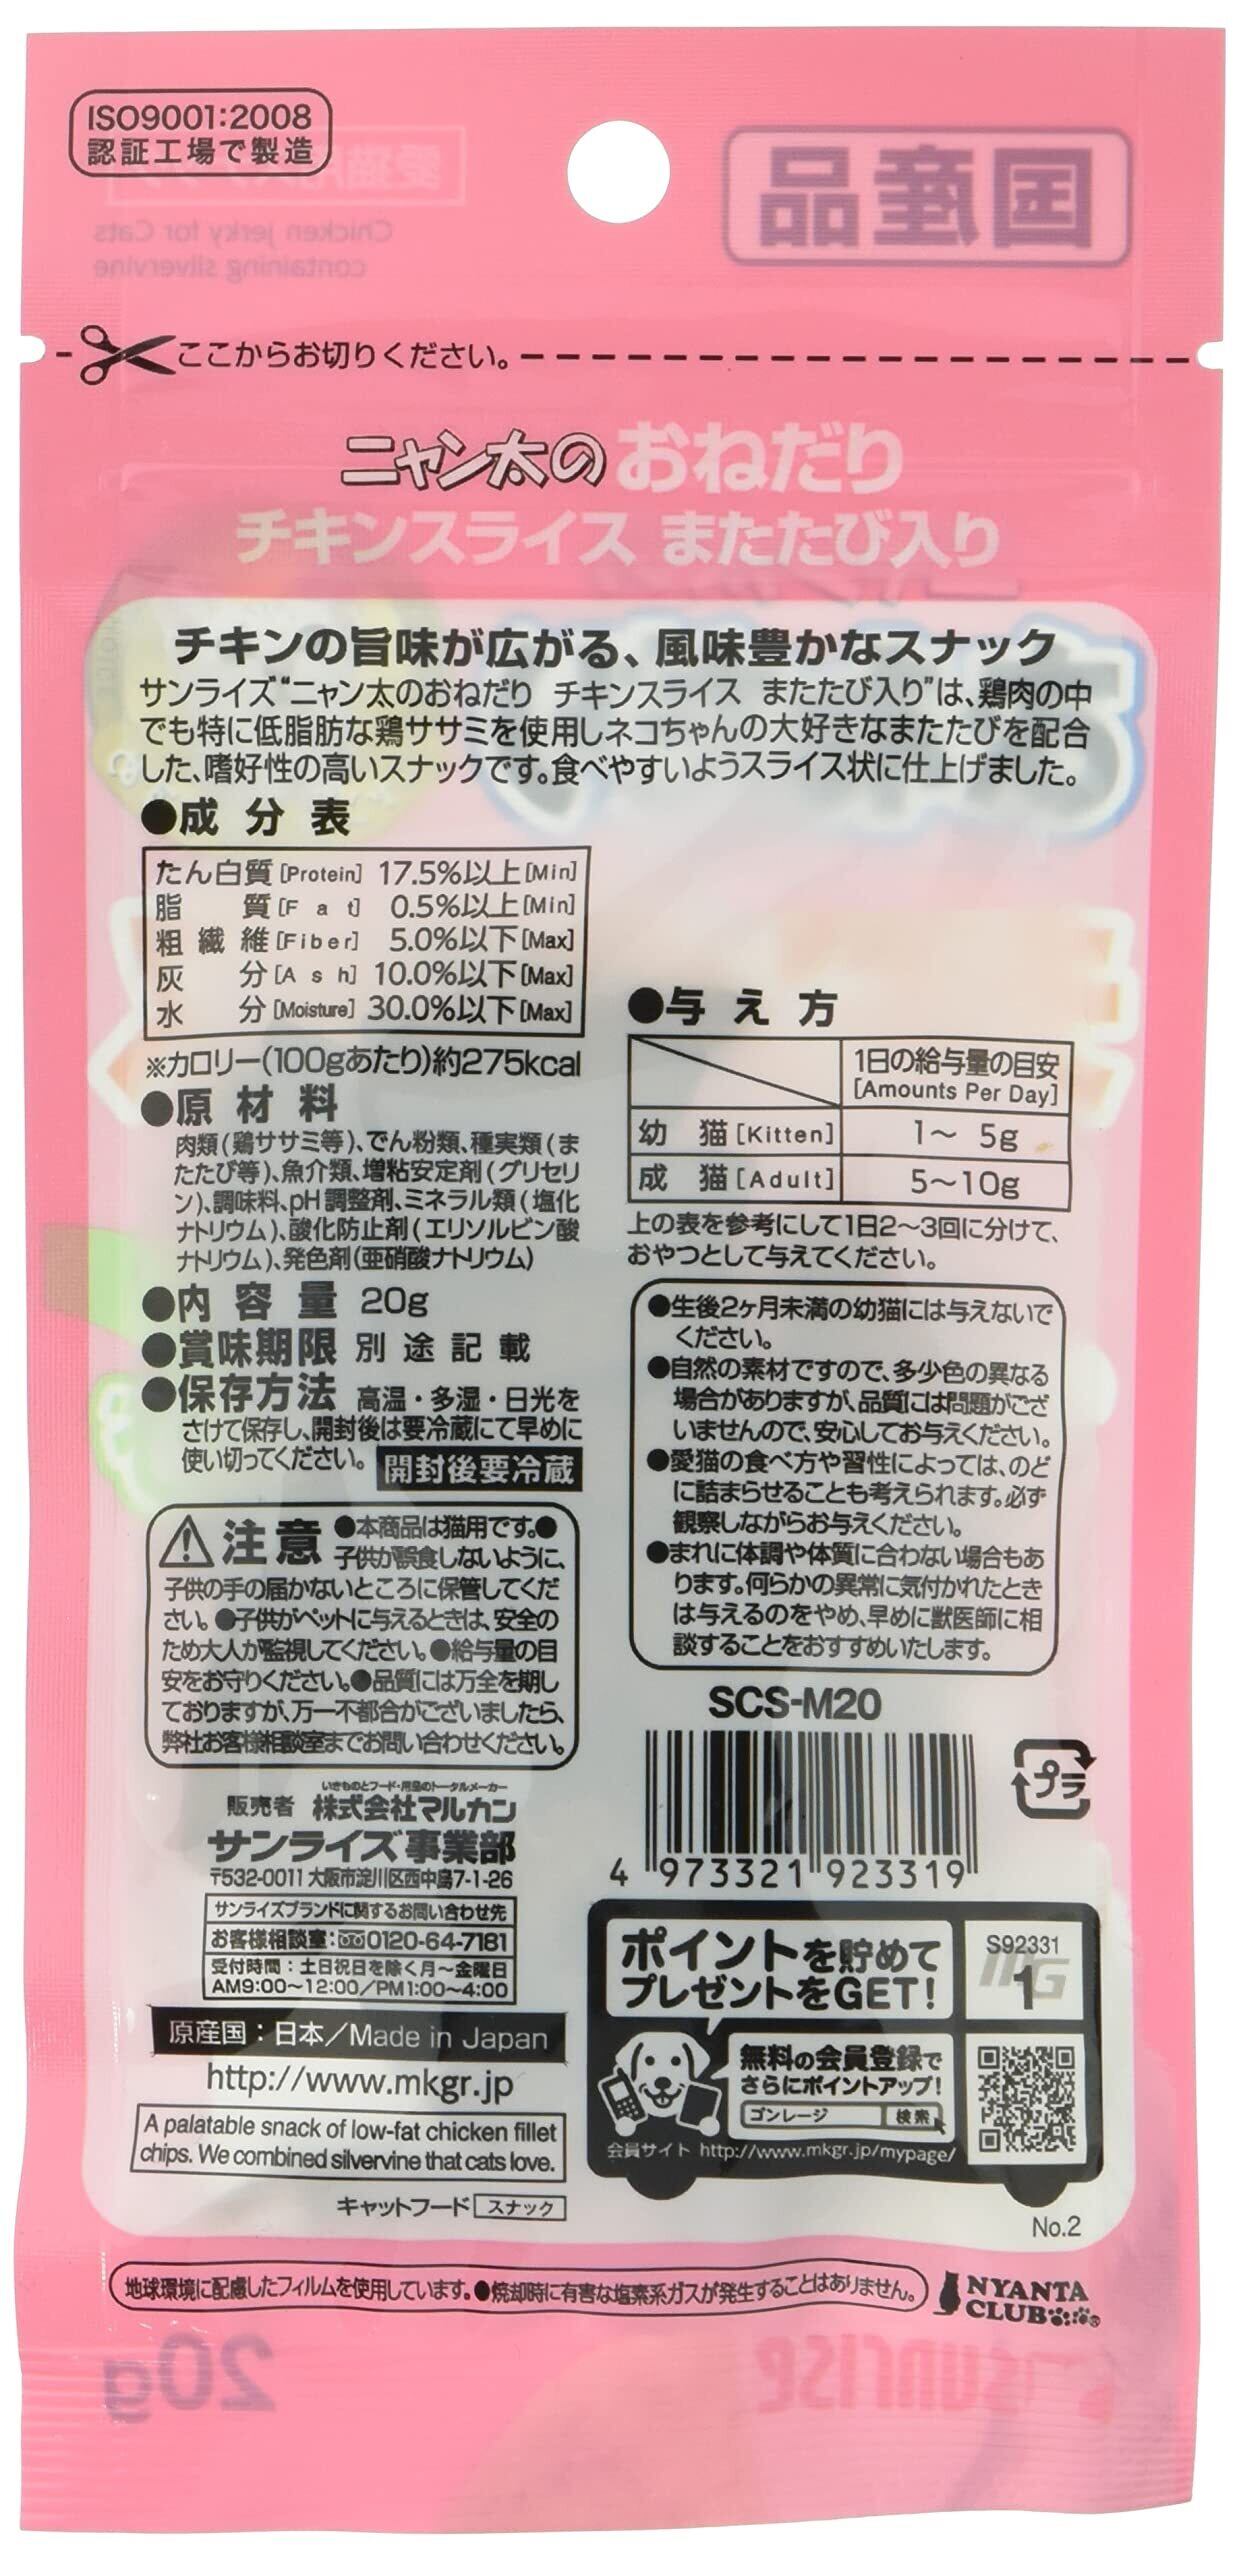 ISO9001:2008
認証工場で製造
国産品
Chicken jerky for Cats
containing silvervine
ここからお切りください。
ニャン太のおねだり
チキンスライス またたび入り
チキンの旨味が広がる、風味豊かなスナック
サンライズ“ニャン太のおねだり チキンスライス またたび入り”は、鶏肉の中
でも特に低脂肪な鶏ササミを使用しネコちゃんの大好きなまたたびを配合
した、嗜好性の高いスナックです。食べやすいようスライス状に仕上げました。
●成分表
たん白質[Protein] 17.5%以上[Min]
脂質[Fat] 0.5%以上[Min]
粗繊維[Fiber] 5.0%以下[Max]
灰分[Ash] 10.0%以下[Max]
水分[Moisture] 30.0%以下[Max]
※カロリー(100gあたり)約275kcal
●原材料
肉類(鶏ササミ等)、でん粉類、種実類(ま
たたび等)、魚介類、増粘安定剤(グリセリ
ン)、調味料、pH調整剤、ミネラル類(塩化
ナトリウム)、酸化防止剤(エリソルビン酸
ナトリウム)、発色剤(亜硝酸ナトリウム)
●内容量 20g
●賞味期限 別途記載
●保存方法 高温・多湿・日光を
さけて保存し、開封後は要冷蔵にて早めに
使い切ってください。 開封後要冷蔵
注意 ●本商品は猫用です。●
子供が誤食しないように、
子供の手の届かないところに保管してくだ
さい。●子供がペットに与えるときは、安全の
ため大人が監視してください。●給与量の目
安をお守りください。●品質には万全を期し
ておりますが、万一不都合がございましたら、
弊社お客様相談室までお問い合わせください。
●与え方
1日の給与量の目安
[Amounts Per Day]
幼猫[Kitten] 1〜 5g
成猫[Adult] 5〜10g
上の表を参考にして1日2〜3回に分けて、
おやつとして与えてください。
●生後2ヶ月未満の幼猫には与えないで
ください。
●自然の素材ですので、多少色の異なる
場合がありますが、品質には問題がござ
いませんので、安心してお与えください。
●愛猫の食べ方や習性によっては、のど
に詰まらせることも考えられます。必ず
観察しながらお与えください。
●まれに体調や体質に合わない場合もあ
ります。何らかの異常に気付かれたとき
は与えるのをやめ、早めに獣医師に相
談することをおすすめいたします。
SCS-M20
4 973321 923319
プラ
いきものとフード・用品のトータルメーカー
販売者 株式会社マルカン
サンライズ事業部
〒532-0011 大阪市淀川区西中島7-1-26
サンライズブランドに関するお問い合わせ先
お客様相談室:0120-64-7181
受付時間:土日祝日を除く月〜金曜日
AM9:00〜12:00/PM1:00〜4:00
原産国:日本/Made in Japan
http://www.mkgr.jp
A palatable snack of low-fat chicken fillet
chips. We combined silvervine that cats love.
キャットフード スナック
ポイントを貯めて
プレゼントをGET!
S92331
MG
1
無料の会員登録で
さらにポイントアップ!
ゴンレージ 検索
会員サイト http://www.mkgr.jp/mypage/
No.2
地球環境に配慮したフィルムを使用しています。●焼却時に有害な塩素系ガスが発生することはありません。
NYANTA
CLUB
20g
sunrise